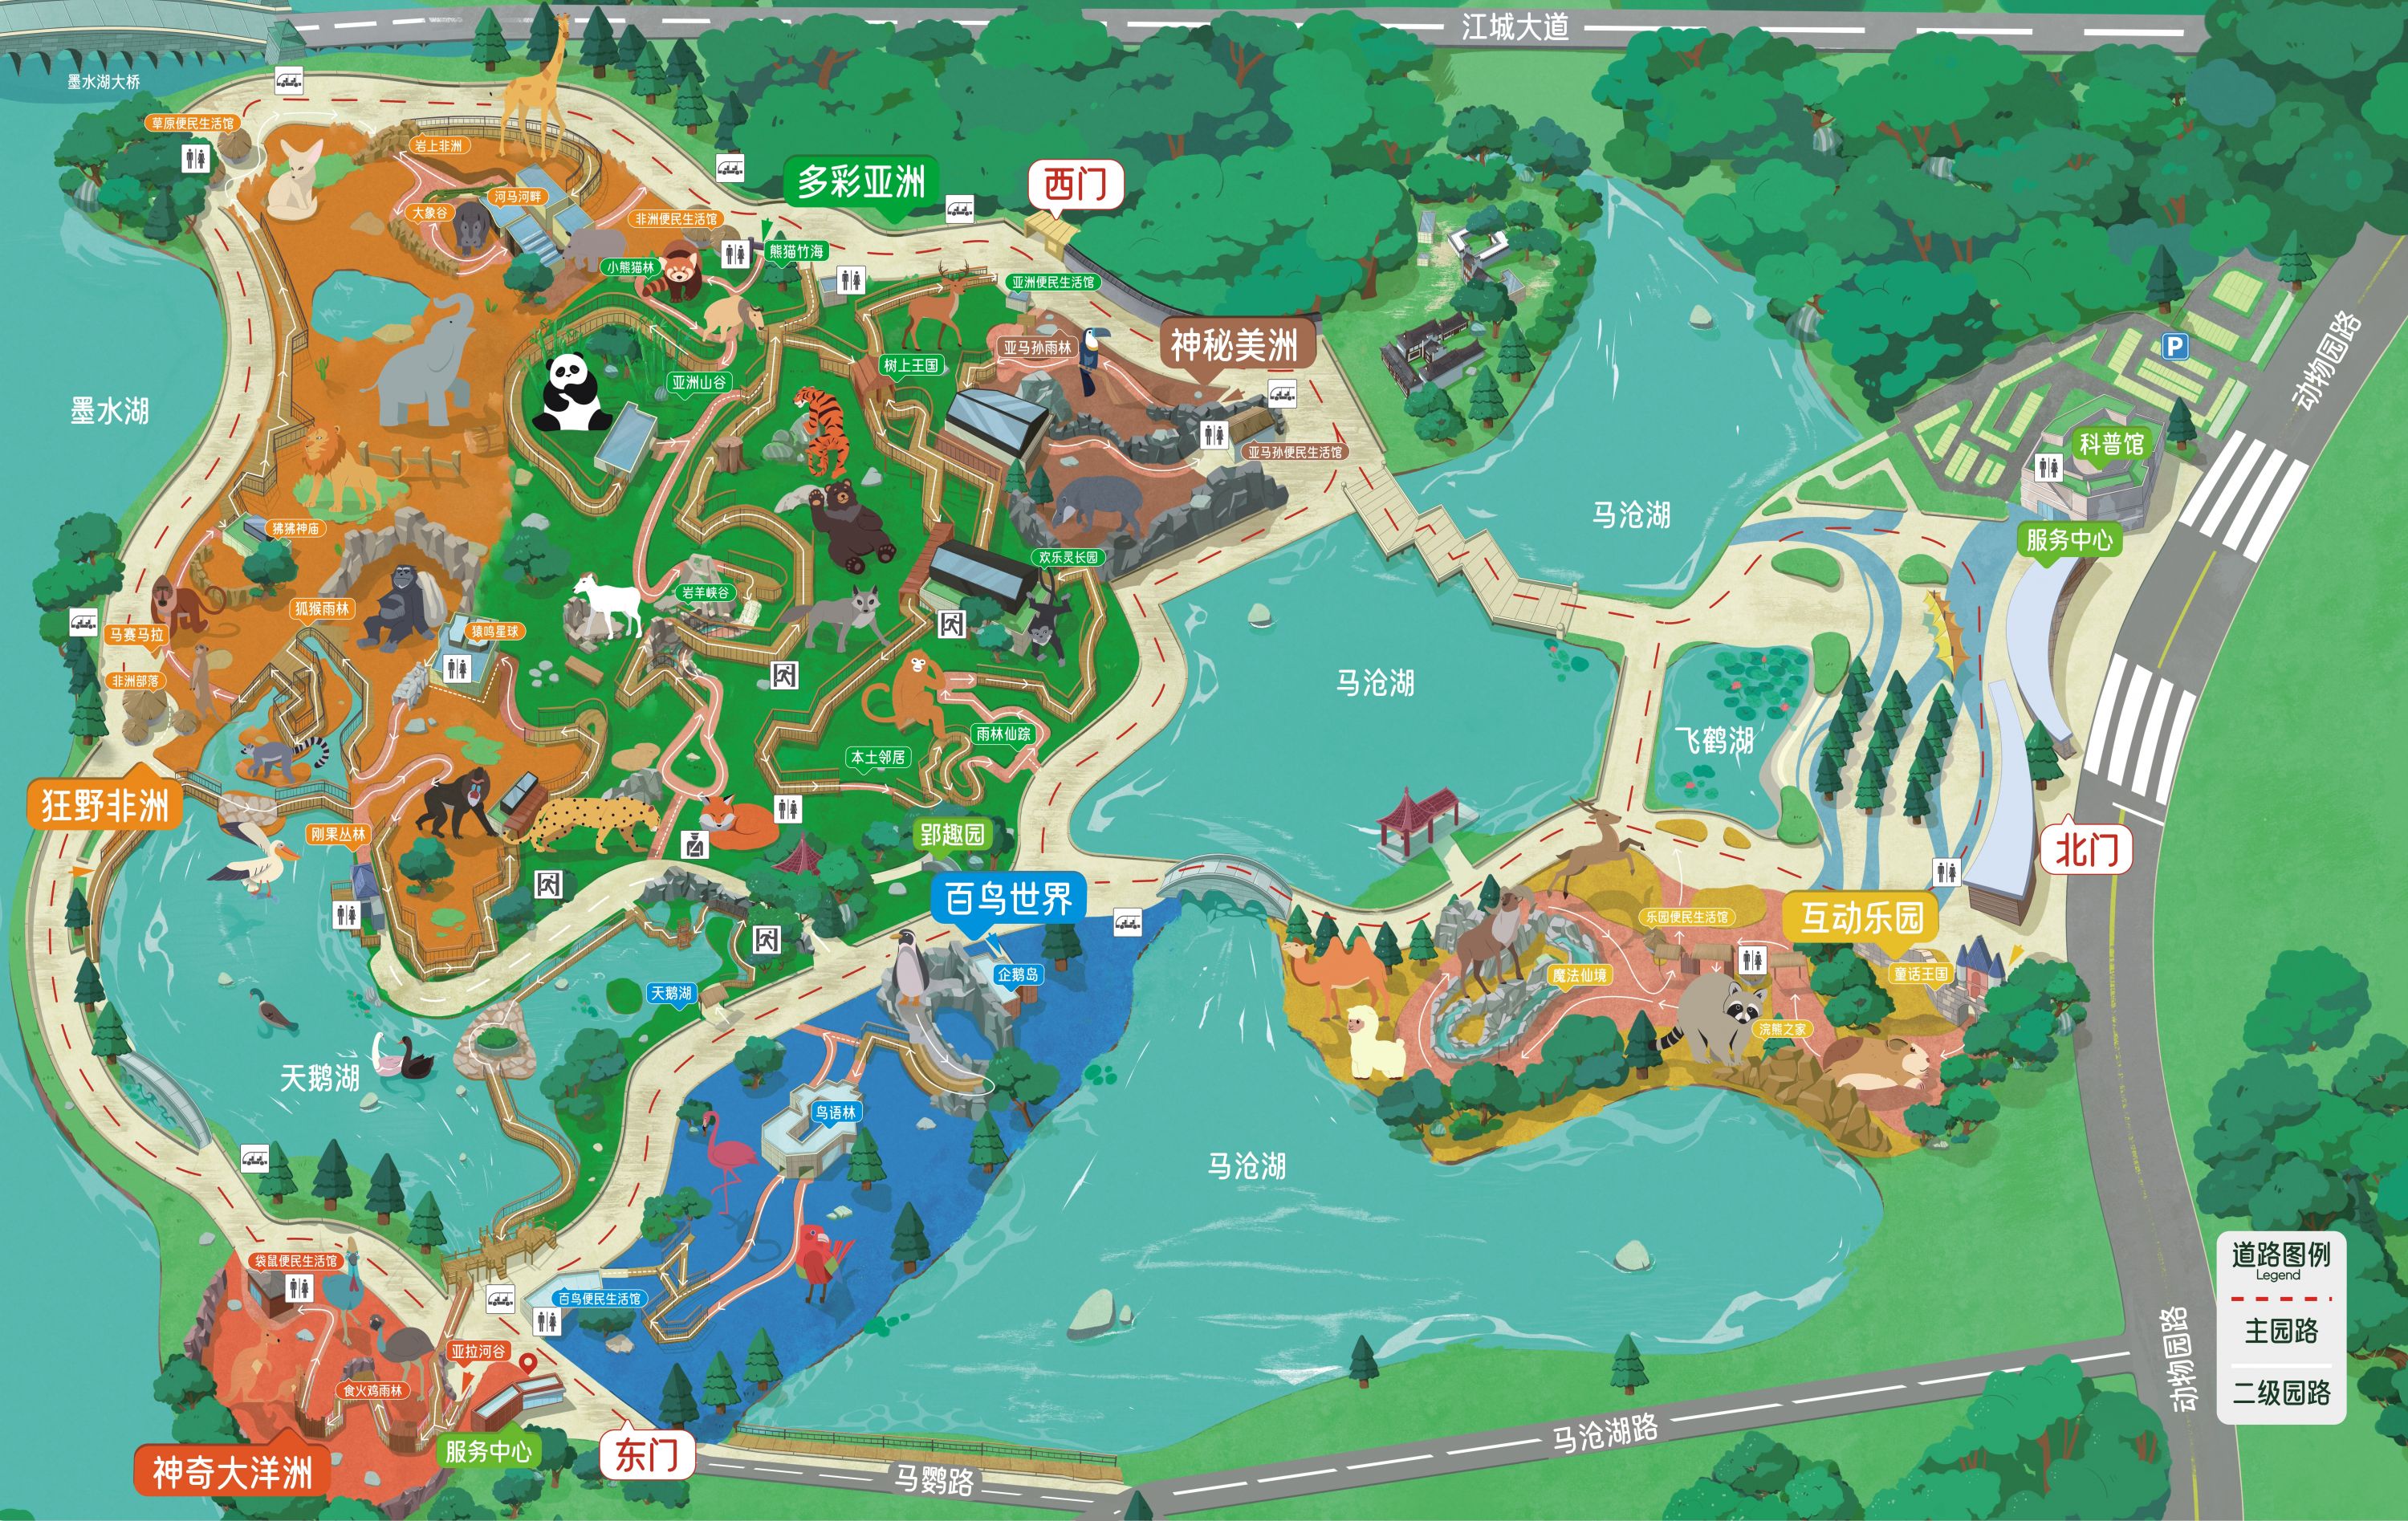 江城大道
墨水湖大桥
草原便民生活馆
岩上非洲
多彩亚洲
西门
河马河畔
大象谷
非洲便民生活馆
熊猫竹海
小熊猫林
亚洲便民生活馆
神秘美洲
亚马孙雨林
树上王国
亚洲山谷
P
动物园路
墨水湖
科普馆
亚马孙便民生活馆
马沧湖
狒狒神庙
服务中心
欢乐灵长园
岩羊峡谷
狐猴雨林
猿鸣星球
马赛马拉
非洲部落
马沧湖
飞鹤湖
雨林仙踪
本土邻居
狂野非洲
刚果丛林
郢趣园
北门
百鸟世界
乐园便民生活馆
互动乐园
企鹅岛
魔法仙境
童话王国
天鹅湖
浣熊之家
天鹅湖
鸟语林
马沧湖
袋鼠便民生活馆
百鸟便民生活馆
亚拉河谷
食火鸡雨林
服务中心
东门
神奇大洋洲
马鹦路
马沧湖路
动物园路
道路图例
Legend
主园路
二级园路